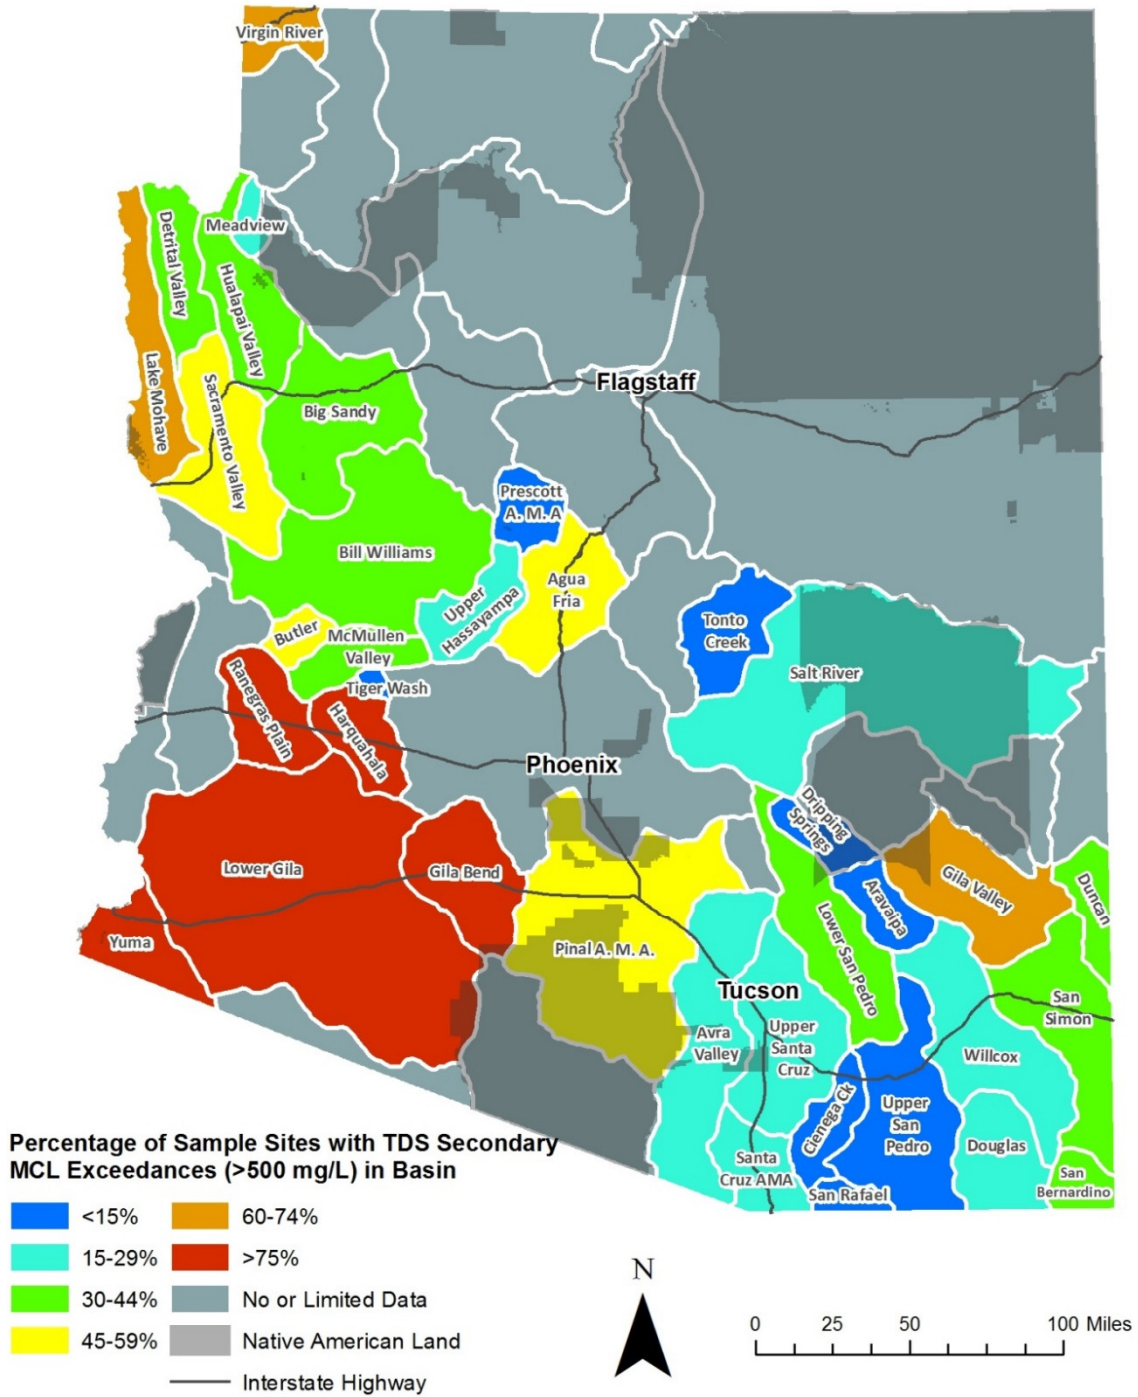 Virgin River
Meadview
Detrital Valley
Hualapai Valley
Lake Mohave
Sacramento Valley
Flagstaff
Big Sandy
Prescott
A. M. A
Bill Williams
Agua
Fria
Upper
Hassayampa
Tonto
Creek
Butler
McMullen
Valley
Tiger Wash
Salt River
Ranegras Plain
Harquahala
Phoenix
Dripping
Springs
Lower Gila
Gila Bend
Gila Valley
Aravaipa
Duncan
Yuma
Pinal A. M. A.
Lower San Pedro
Tucson
San
Simon
Avra
Valley
Upper
Santa
Cruz
Willcox
Cienega Ck
Upper
San
Pedro
Douglas
Santa
Cruz AMA
San Rafael
San
Bernardino
Percentage of Sample Sites with TDS Secondary
MCL Exceedances (>500 mg/L) in Basin
<15%
60-74%
15-29%
>75%
30-44%
No or Limited Data
45-59%
Native American Land
Interstate Highway
N
0 25 50 100 Miles